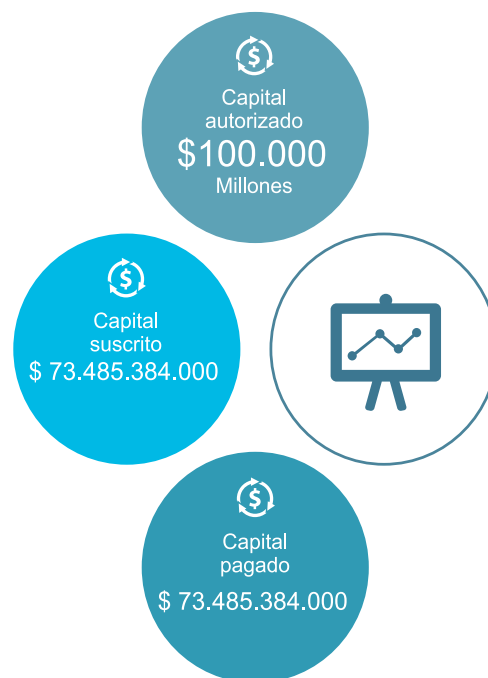 Capital
autorizado
$100.000
Millones
Capital
suscrito
$ 73.485.384.000
Capital
pagado
$ 73.485.384.000